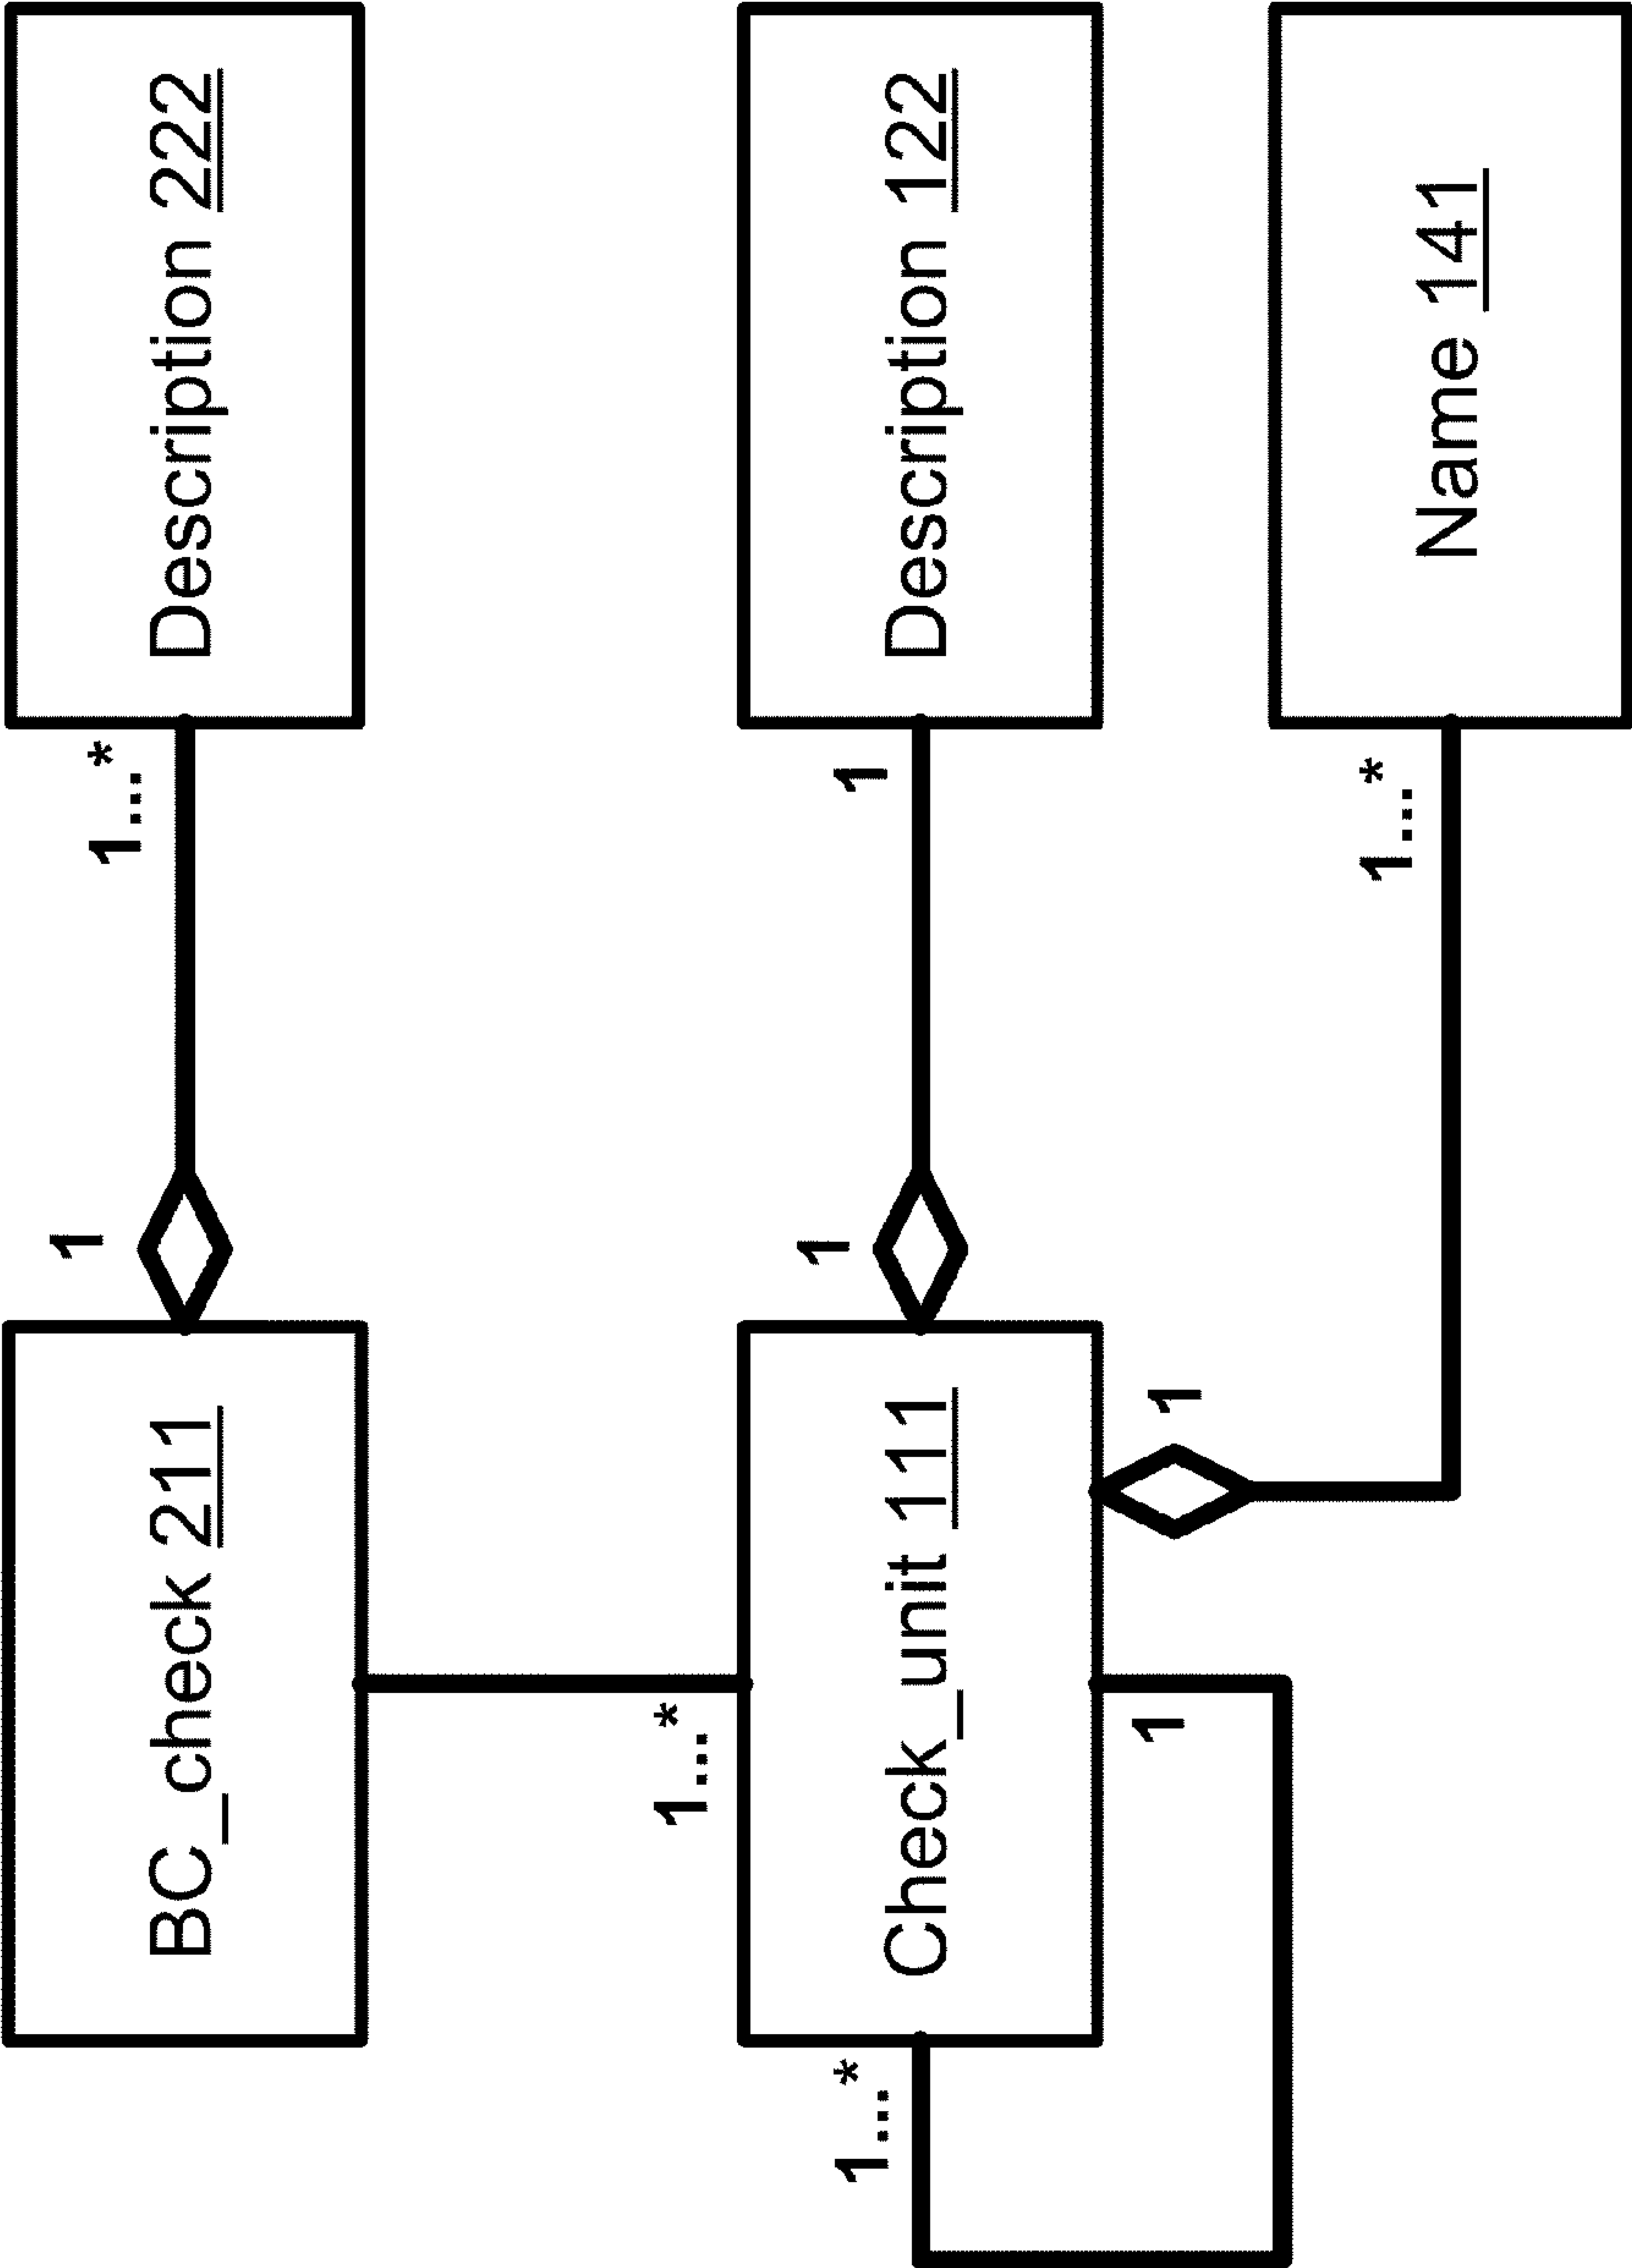 BC_check 211
1
1...*
Description 222
1...*
1...*
Check_unit 111
1
1
Description 122
1
1
1...*
Name 141